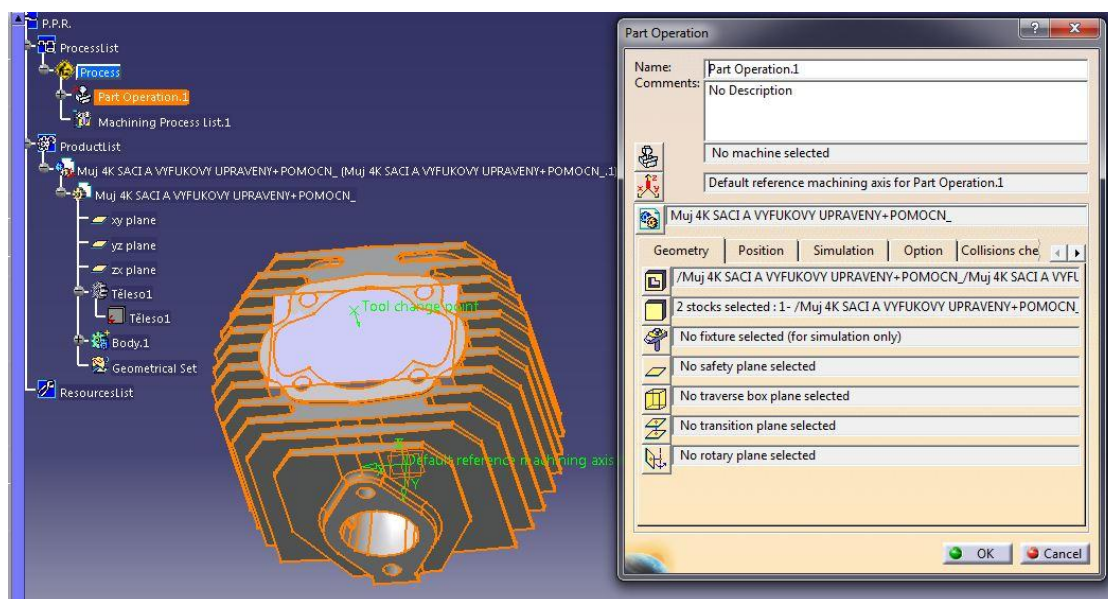 P.P.R.
ProcessList
Process
Part Operation.1
Machining Process List.1
ProductList
Muj 4K SACI A VYFUKOVY UPRAVENY+POMOCN_ (Muj 4K SACI A VYFUKOVY UPRAVENY+POMOCN_.1)
Muj 4K SACI A VYFUKOVY UPRAVENY+POMOCN_
xy plane
yz plane
zx plane
Těleso1
Těleso1
Body.1
Geometrical Set
ResourcesList
Tool change point
Default reference machining axis
Z
Y
Part Operation
Name: Part Operation.1
Comments: No Description
No machine selected
Default reference machining axis for Part Operation.1
Muj 4K SACI A VYFUKOVY UPRAVENY+POMOCN_
Geometry Position Simulation Option Collisions che
/Muj 4K SACI A VYFUKOVY UPRAVENY+POMOCN_/Muj 4K SACI A VYFU
2 stocks selected : 1- /Muj 4K SACI A VYFUKOVY UPRAVENY+POMOCN_
No fixture selected (for simulation only)
No safety plane selected
No traverse box plane selected
No transition plane selected
No rotary plane selected
OK Cancel